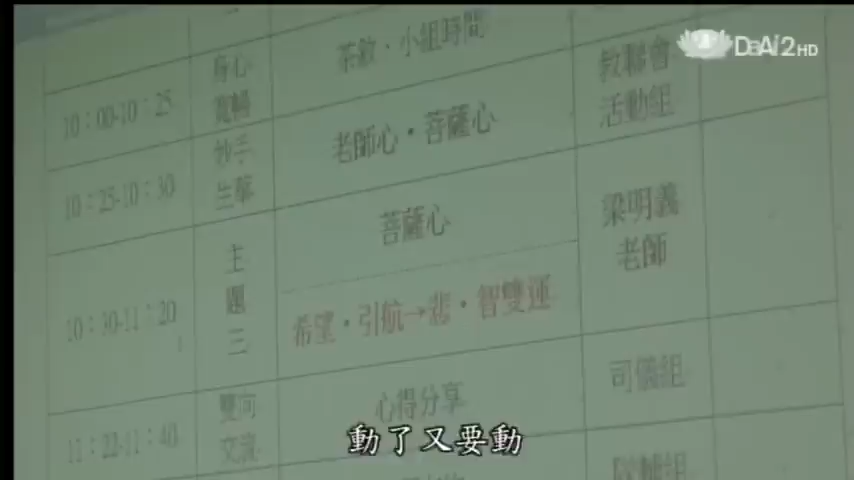 DaAi2HD
身心
寬暢
茶敘·小組時間
教聯會
活動組
10：00-10：25
10：25-10：30
妙手
生華
老師心·菩薩心
10：30-11：20
主
題
三
菩薩心
希望·引航→悲·智雙運
梁明義
老師
11：22-11：40
雙向
交流
心得分享
司儀組
動了又要動